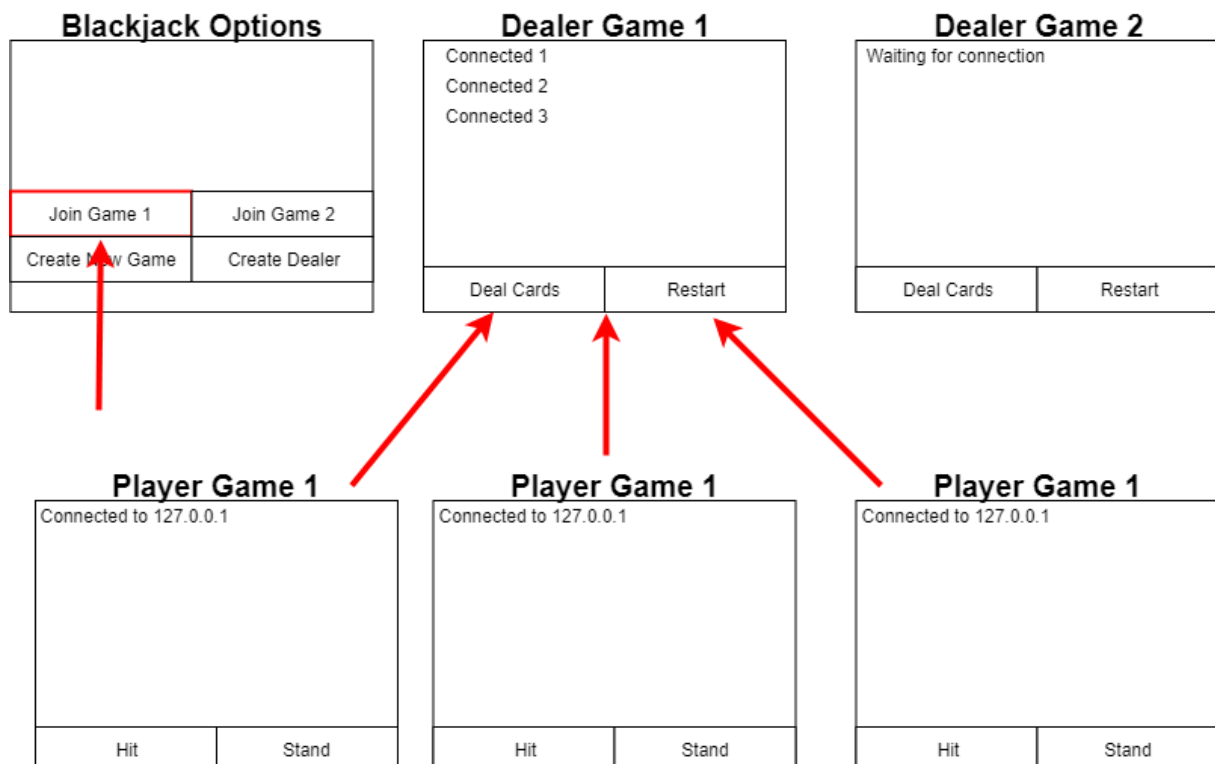 Blackjack Options
Join Game 1
Join Game 2
Create New Game
Create Dealer
Dealer Game 1
Connected 1
Connected 2
Connected 3
Deal Cards
Restart
Dealer Game 2
Waiting for connection
Deal Cards
Restart
Player Game 1
Connected to 127.0.0.1
Hit
Stand
Player Game 1
Connected to 127.0.0.1
Hit
Stand
Player Game 1
Connected to 127.0.0.1
Hit
Stand